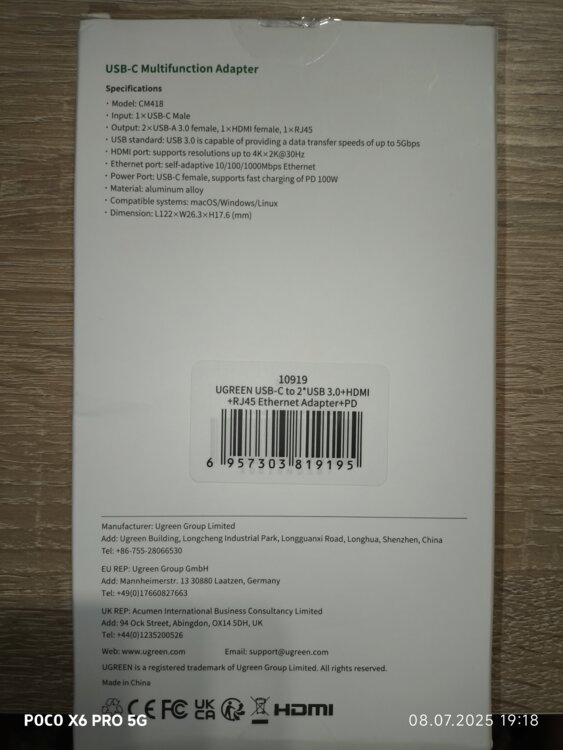 USB-C Multifunction Adapter
Specifications
· Model: CM418
· Input: 1×USB-C Male
· Output: 2×USB-A 3.0 female, 1×HDMI female, 1×RJ45
· USB standard: USB 3.0 is capable of providing a data transfer speeds of up to 5Gbps
· HDMI port: supports resolutions up to 4K×2K@30Hz
· Ethernet port: self-adaptive 10/100/1000Mbps Ethernet
· Power Port: USB-C female, supports fast charging of PD 100W
· Material: aluminum alloy
· Compatible systems: macOS/Windows/Linux
· Dimension: L122×W26.3×H17.6 (mm)
10919
UGREEN USB-C to 2*USB 3.0+HDMI
+RJ45 Ethernet Adapter+PD
6 957303 819195
Manufacturer: Ugreen Group Limited
Add: Ugreen Building, Longcheng Industrial Park, Longguanxi Road, Longhua, Shenzhen, China
Tel: +86-755-28066530
EU REP: Ugreen Group GmbH
Add: Mannheimerstr. 13 30880 Laatzen, Germany
Tel: +49(0)17660827663
UK REP: Acumen International Business Consultancy Limited
Add: 94 Ock Street, Abingdon, OX14 5DH, UK
Tel: +44(0)1235200526
Web: www.ugreen.com Email: support@ugreen.com
UGREEN is a registered trademark of Ugreen Group Limited. All rights reserved.
Made in China
CE FC UK CA HDMI
POCO X6 PRO 5G 08.07.2025 19:18